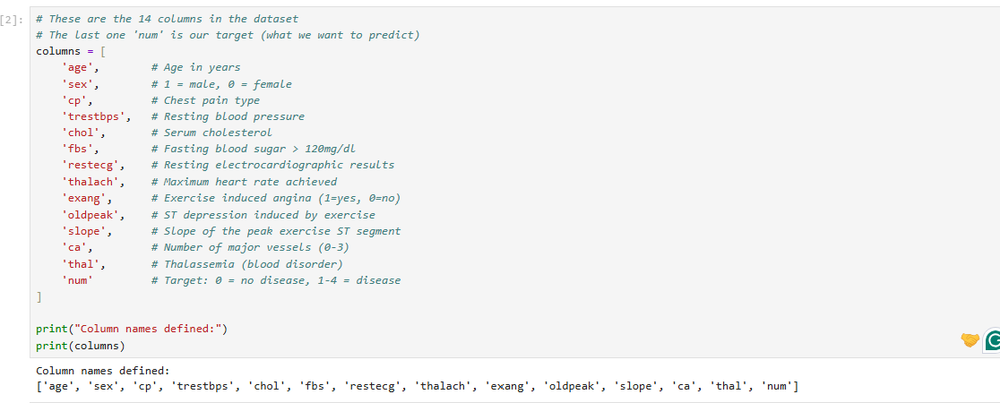 [2]:
# These are the 14 columns in the dataset
# The last one 'num' is our target (what we want to predict)
columns = [
    'age',        # Age in years
    'sex',        # 1 = male, 0 = female
    'cp',         # Chest pain type
    'trestbps',   # Resting blood pressure
    'chol',       # Serum cholesterol
    'fbs',        # Fasting blood sugar > 120mg/dl
    'restecg',    # Resting electrocardiographic results
    'thalach',    # Maximum heart rate achieved
    'exang',      # Exercise induced angina (1=yes, 0=no)
    'oldpeak',    # ST depression induced by exercise
    'slope',      # Slope of the peak exercise ST segment
    'ca',         # Number of major vessels (0-3)
    'thal',       # Thalassemia (blood disorder)
    'num'         # Target: 0 = no disease, 1-4 = disease
]
print("Column names defined:")
print(columns)
Column names defined:
['age', 'sex', 'cp', 'trestbps', 'chol', 'fbs', 'restecg', 'thalach', 'exang', 'oldpeak', 'slope', 'ca', 'thal', 'num']